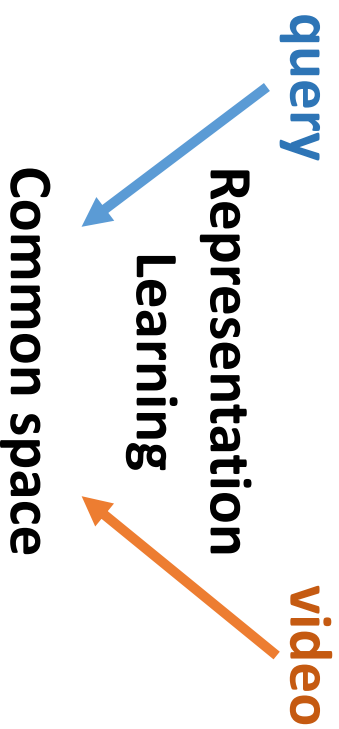 query
video
Representation
Learning
Common space